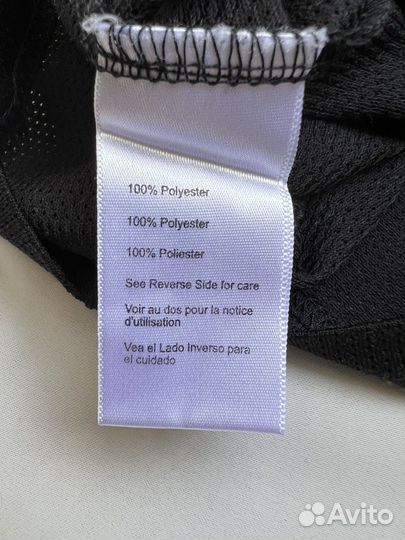 100% Polyester
100% Polyester
100% Poliester
See Reverse Side for care
Voir au dos pour la notice
d'utilisation
Vea el Lado Inverso para
el cuidado
Avito